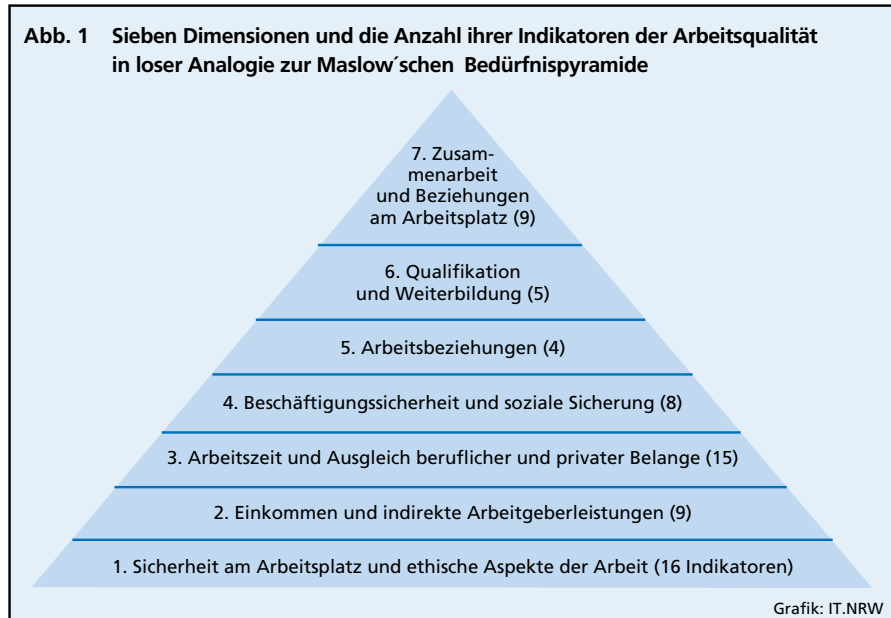 Abb. 1 Sieben Dimensionen und die Anzahl ihrer Indikatoren der Arbeitsqualität
in loser Analogie zur Maslow´schen Bedürfnispyramide
7. Zusam-
menarbeit
und Beziehungen
am Arbeitsplatz (9)
6. Qualifikation
und Weiterbildung (5)
5. Arbeitsbeziehungen (4)
4. Beschäftigungssicherheit und soziale Sicherung (8)
3. Arbeitszeit und Ausgleich beruflicher und privater Belange (15)
2. Einkommen und indirekte Arbeitgeberleistungen (9)
1. Sicherheit am Arbeitsplatz und ethische Aspekte der Arbeit (16 Indikatoren)
Grafik: IT.NRW